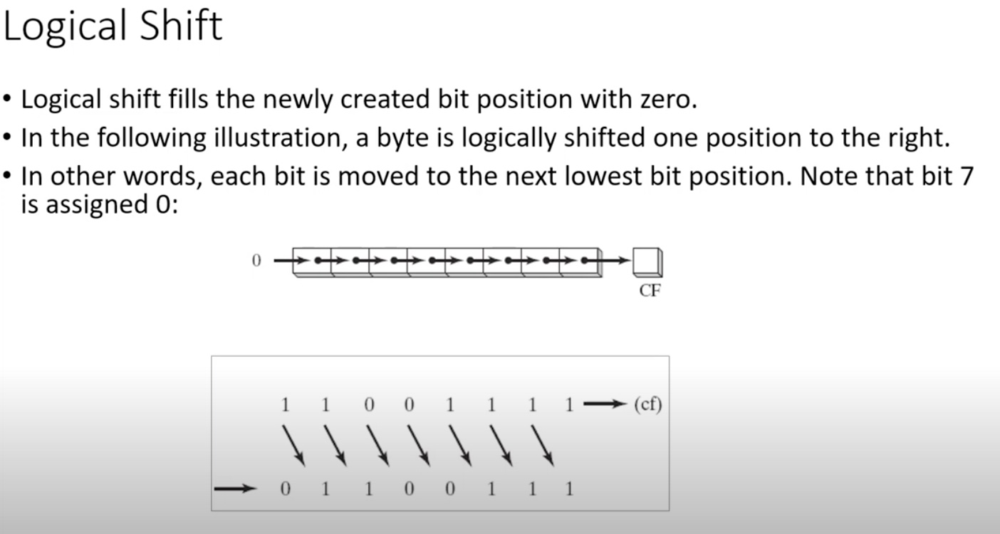 Logical Shift
• Logical shift fills the newly created bit position with zero.
• In the following illustration, a byte is logically shifted one position to the right.
• In other words, each bit is moved to the next lowest bit position. Note that bit 7
is assigned 0:
0
CF
1 1 0 0 1 1 1 1 (cf)
0 1 1 0 0 1 1 1